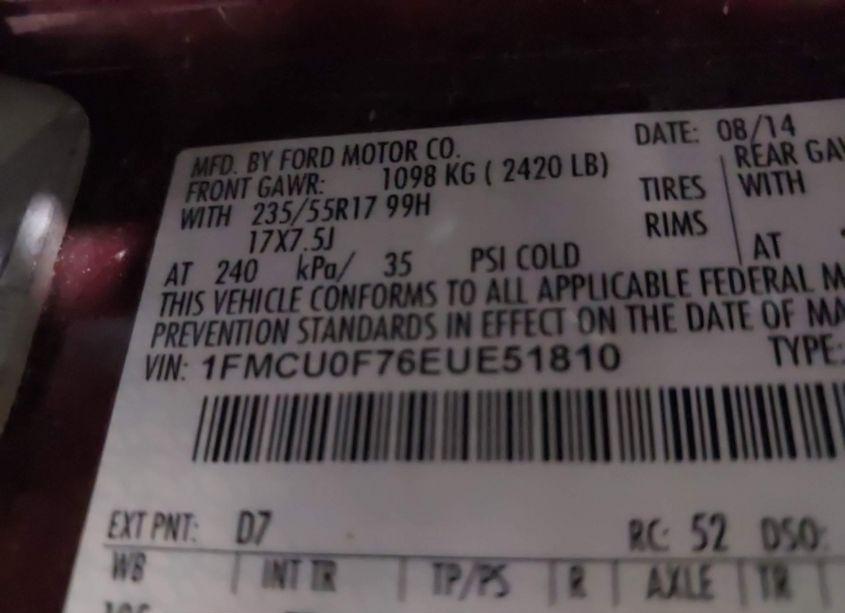 MFD. BY FORD MOTOR CO.
DATE: 08/14
FRONT GAWR: 1098 KG ( 2420 LB)
REAR GAW
WITH 235/55R17 99H
TIRES
WITH
17X7.5J
RIMS
AT 240 kPa/ 35 PSI COLD
AT
THIS VEHICLE CONFORMS TO ALL APPLICABLE FEDERAL M
PREVENTION STANDARDS IN EFFECT ON THE DATE OF MA
VIN: 1FMCU0F76EUE51810
TYPE:
EXT PNT: D7
RC: 52 DSO:
WB INT TR TP/PS R AXLE TR